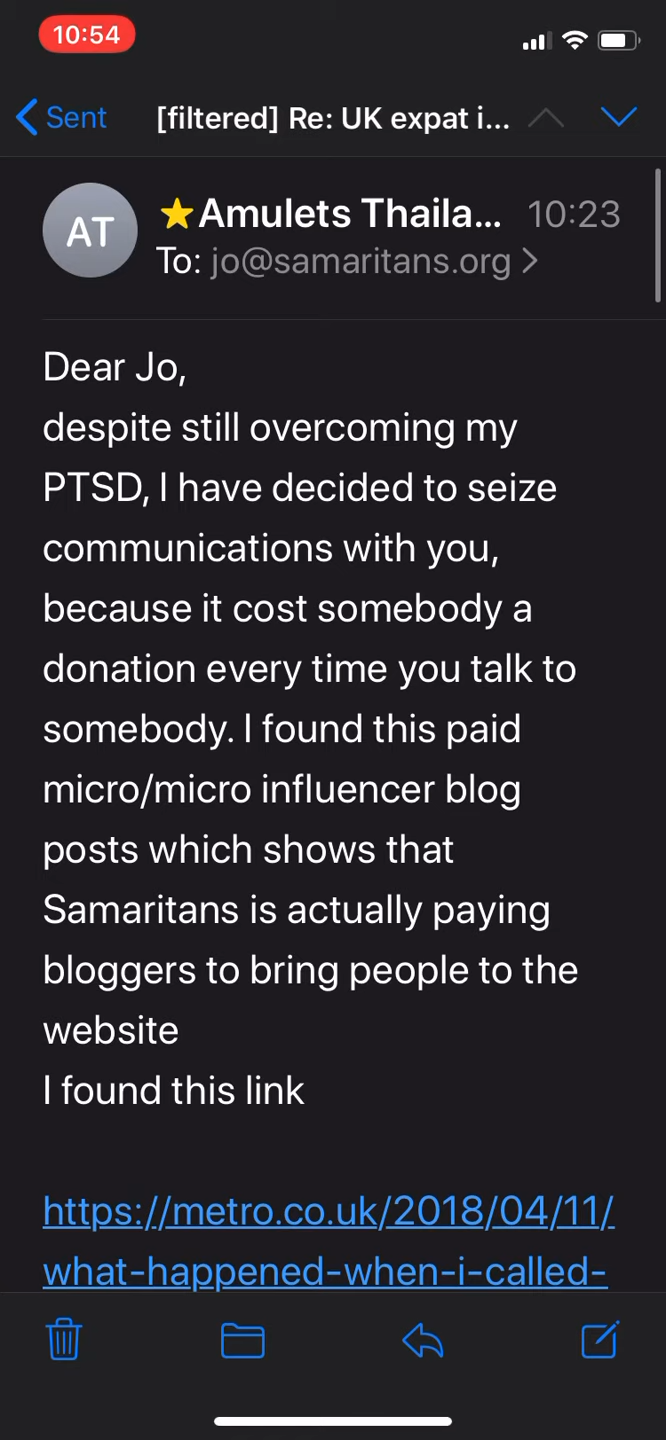 10:54
Sent
[filtered] Re: UK expat i...
AT
Amulets Thaila...
10:23
To: jo@samaritans.org
Dear Jo,
despite still overcoming my
PTSD, I have decided to seize
communications with you,
because it cost somebody a
donation every time you talk to
somebody. I found this paid
micro/micro influencer blog
posts which shows that
Samaritans is actually paying
bloggers to bring people to the
website
I found this link
https://metro.co.uk/2018/04/11/
what-happened-when-i-called-